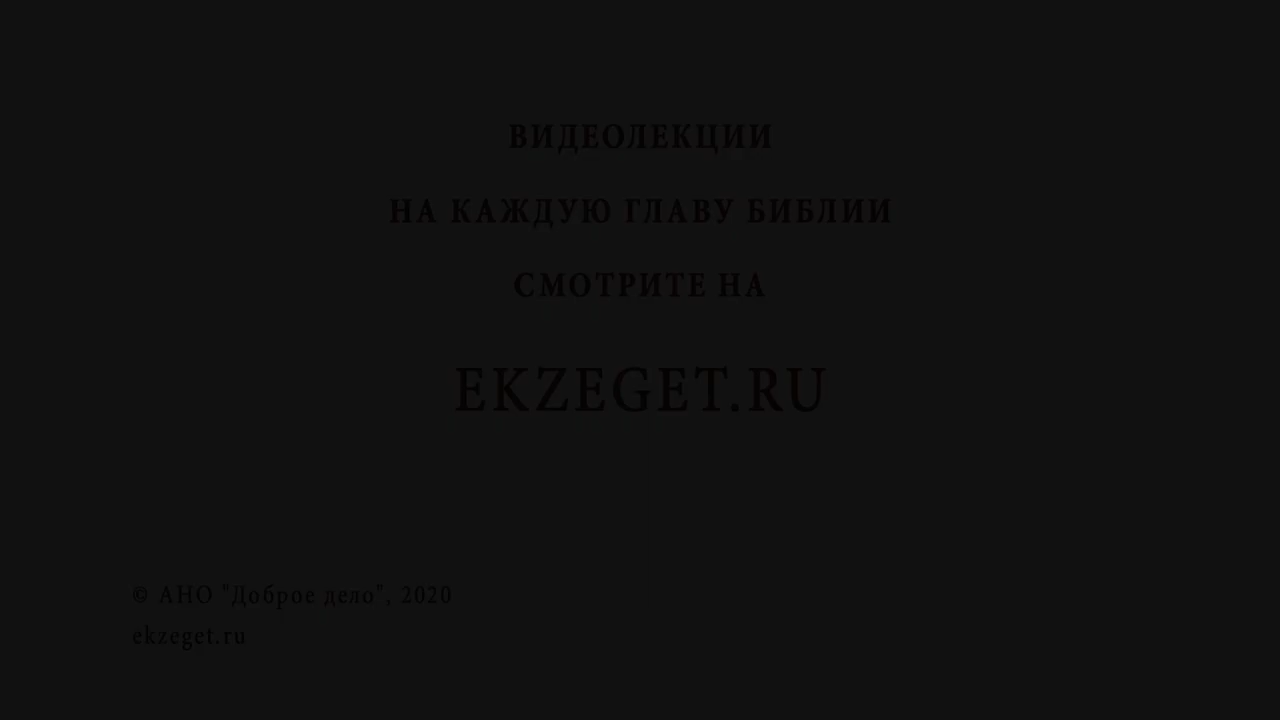 ВИДЕОЛЕКЦИИ
НА КАЖДУЮ ГЛАВУ БИБЛИИ
СМОТРИТЕ НА
EKZEGET.RU
© АНО "Доброе дело", 2020
ekzeget.ru